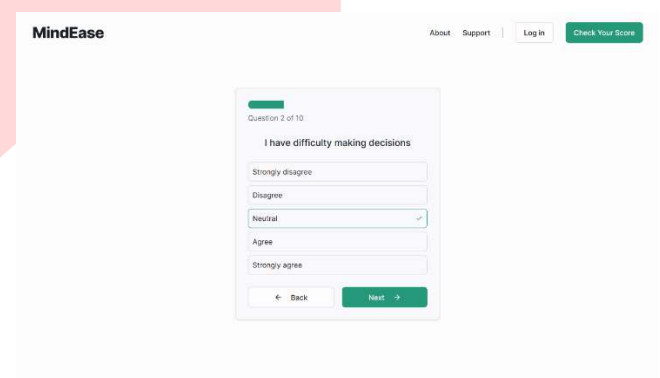 MindEase
About Support Log in Check Your Score
Question 2 of 10
I have difficulty making decisions
Strongly disagree
Disagree
Neutral
Agree
Strongly agree
Back Next